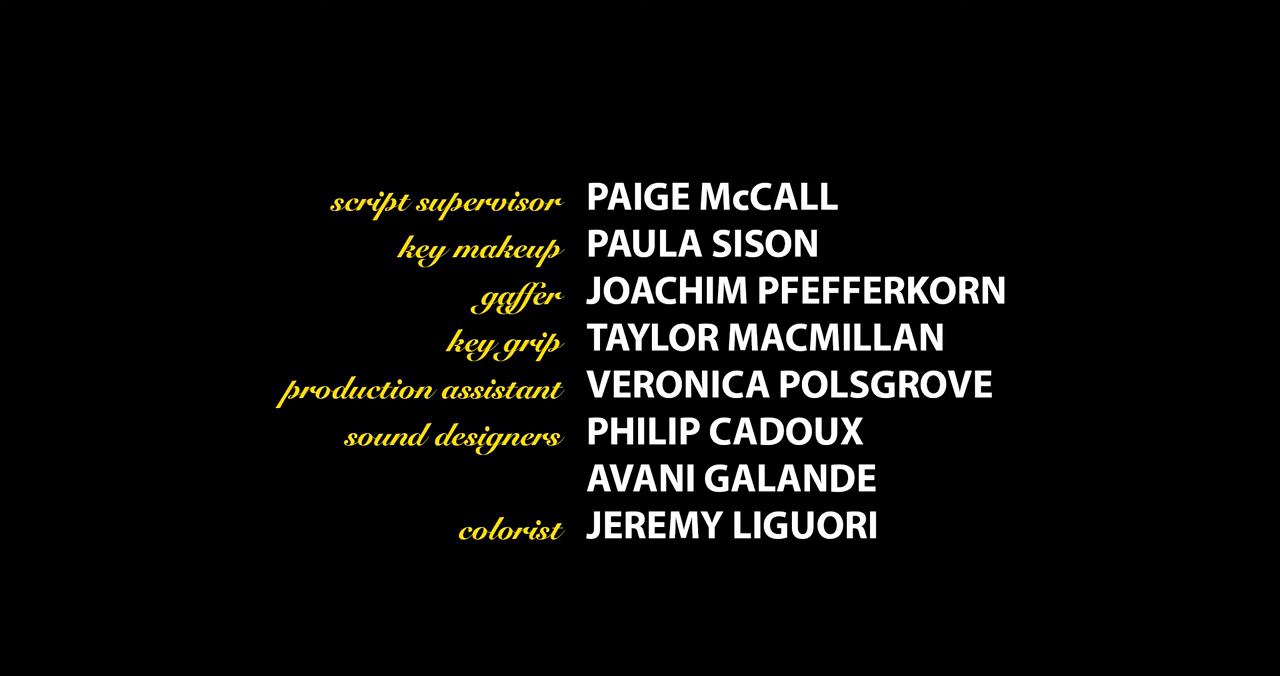 script supervisor PAIGE McCALL
key makeup PAULA SISON
gaffer JOACHIM PFEFFERKORN
key grip TAYLOR MACMILLAN
production assistant VERONICA POLSGROVE
sound designers PHILIP CADOUX
AVANI GALANDE
colorist JEREMY LIGUORI